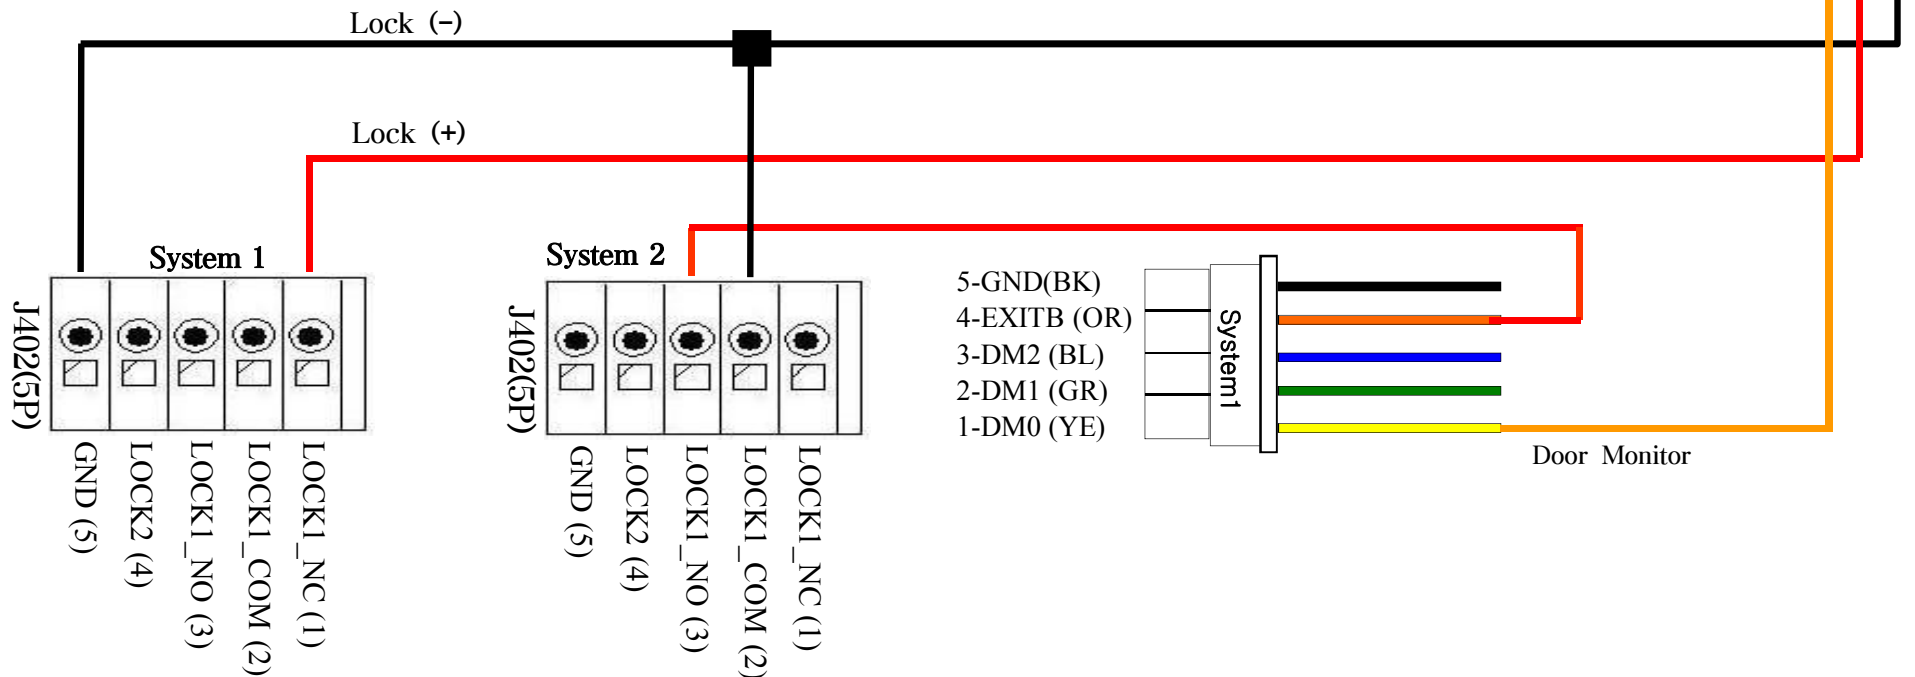 Lock (-)
Lock (+)
System 1
J402(5P)
GND (5)
LOCK2 (4)
LOCK1_NO (3)
LOCK1_COM (2)
LOCK1_NC (1)
System 2
J402(5P)
GND (5)
LOCK2 (4)
LOCK1_NO (3)
LOCK1_COM (2)
LOCK1_NC (1)
5-GND(BK)
4-EXITB (OR)
3-DM2 (BL)
2-DM1 (GR)
1-DM0 (YE)
System1
Door Monitor